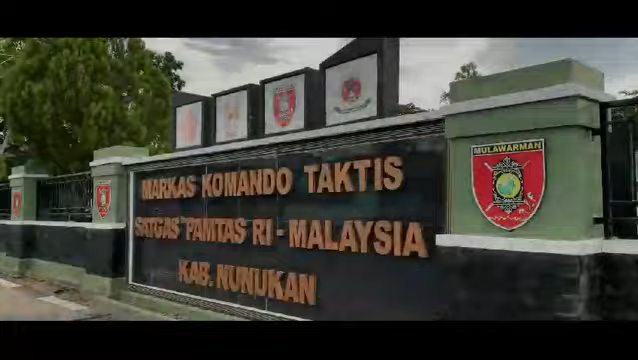 MULAWARMAN
MARKAS KOMANDO TAKTIS
SATGAS PAMTAS RI - MALAYSIA
KAB. NUNUKAN